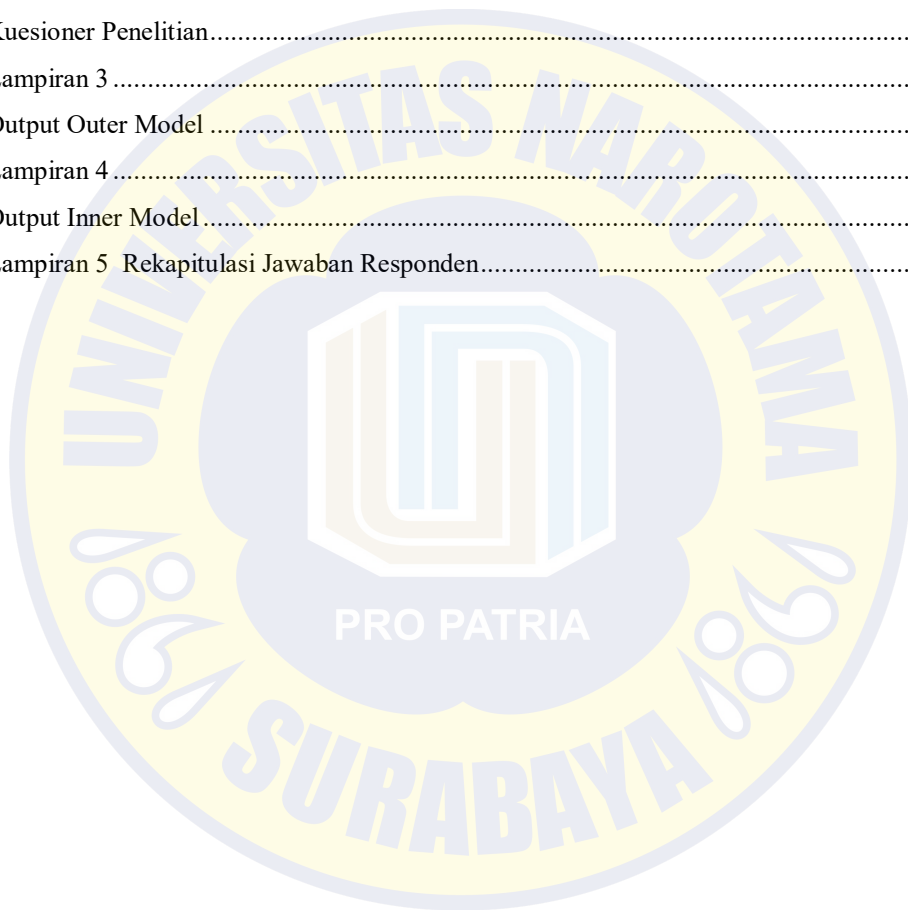 Kuesioner Penelitian..........................................................................................................
Lampiran 3 ..........................................................................................................
Output Outer Model ..........................................................................................................
Lampiran 4 ..........................................................................................................
Output Inner Model ..........................................................................................................
Lampiran 5 Rekapitulasi Jawaban Responden..........................................................................
UNIVERSITAS NAROTAMA
PRO PATRIA
SURABAYA